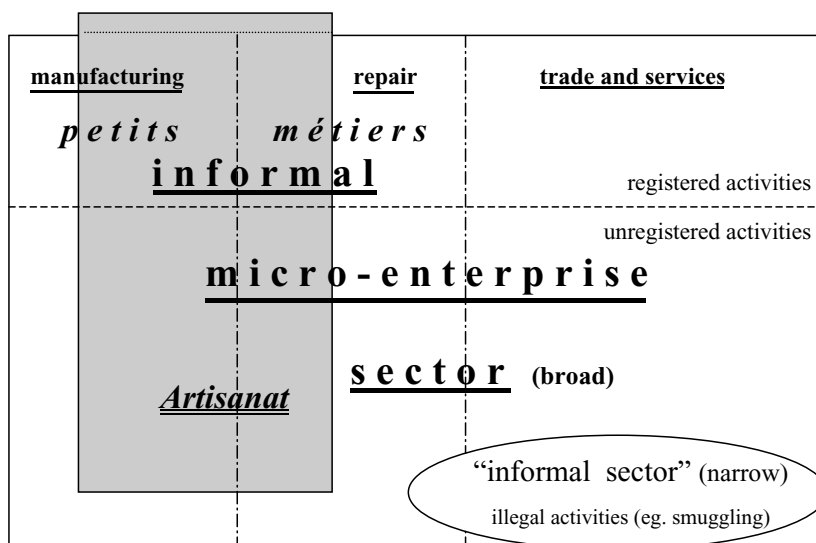 manufacturing repair trade and services
petits métiers
informal
registered activities
unregistered activities
micro-enterprise
sector (broad)
Artisanat
“informal sector” (narrow)
illegal activities (eg. smuggling)